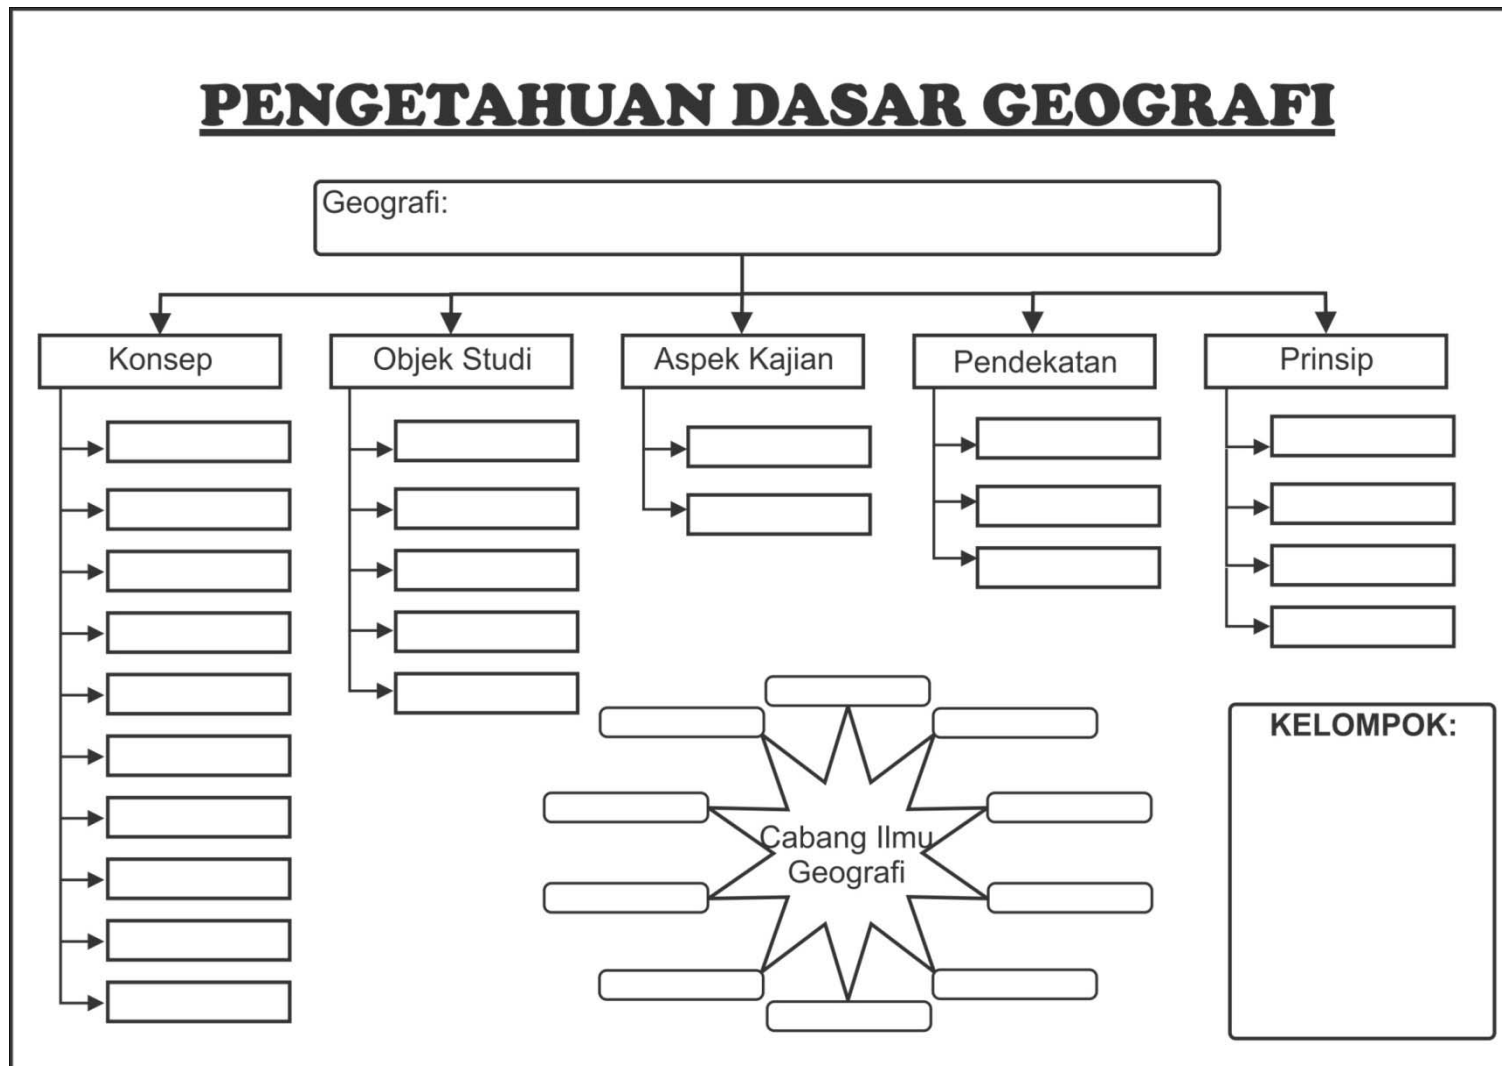 PENGETAHUAN DASAR GEOGRAFI
Geografi:
Konsep
Objek Studi
Aspek Kajian
Pendekatan
Prinsip
Cabang Ilmu
Geografi
KELOMPOK: